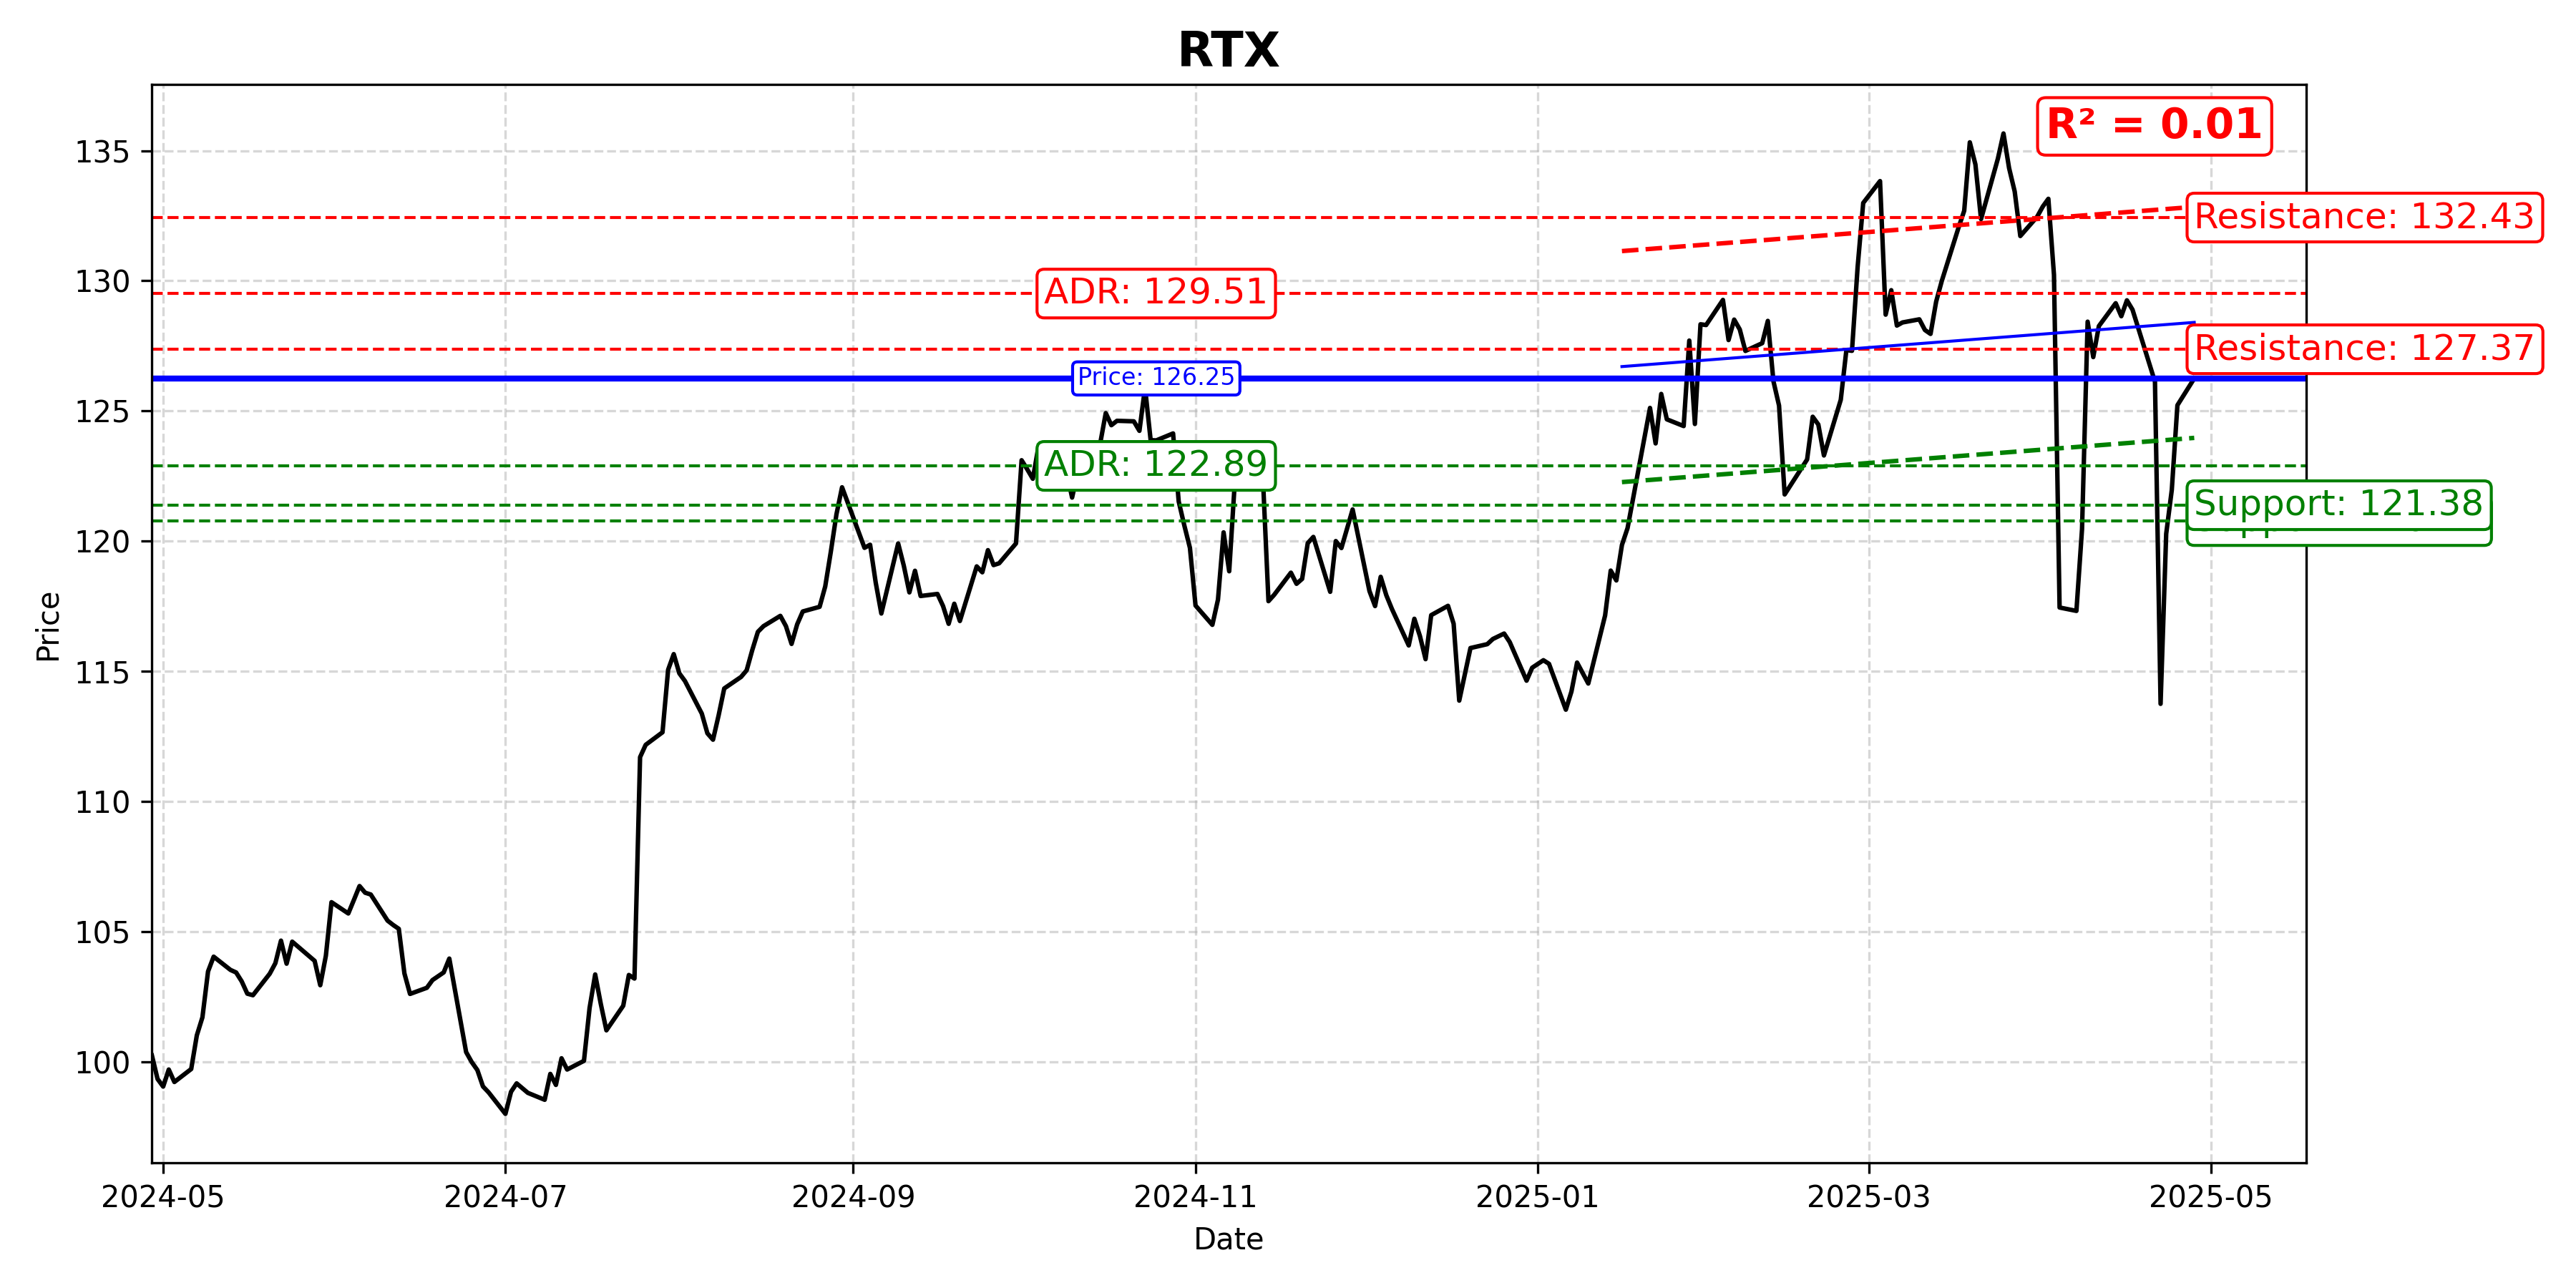 RTX
R² = 0.01
135
130
125
120
115
110
105
100
Price
Resistance: 132.43
ADR: 129.51
Resistance: 127.37
Price: 126.25
ADR: 122.89
Support: 121.38
2024-05
2024-07
2024-09
2024-11
2025-01
2025-03
2025-05
Date